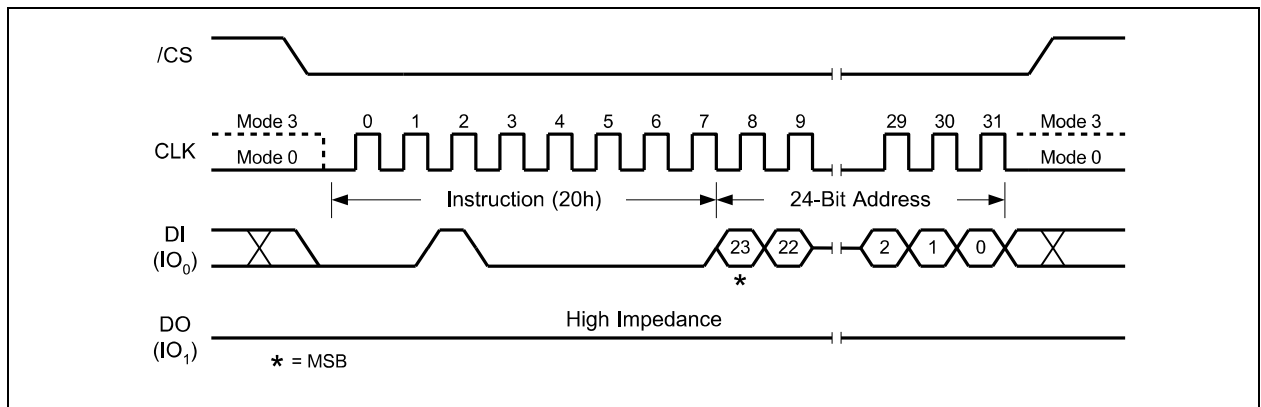 /CS
Mode 3 0 1 2 3 4 5 6 7 8 9 29 30 31 Mode 3
CLK
Mode 0 Mode 0
Instruction (20h) 24-Bit Address
DI
(IO0)
23 22 2 1 0
*
High Impedance
DO
(IO1)
* = MSB